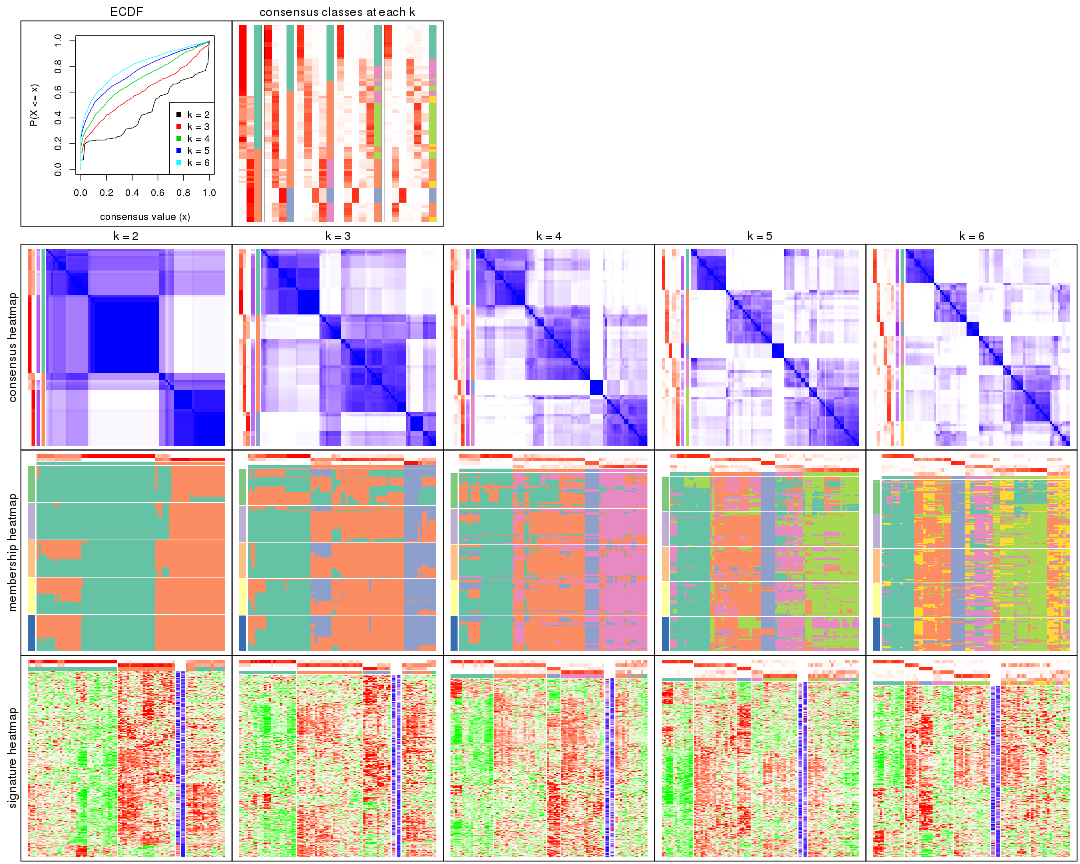 ECDF
consensus classes at each k
P(X <= x)
0.0 0.2 0.4 0.6 0.8 1.0
k = 2
k = 3
k = 4
k = 5
k = 6
0.0 0.2 0.4 0.6 0.8 1.0
consensus value (x)
k = 2
k = 3
k = 4
k = 5
k = 6
consensus heatmap
membership heatmap
signature heatmap